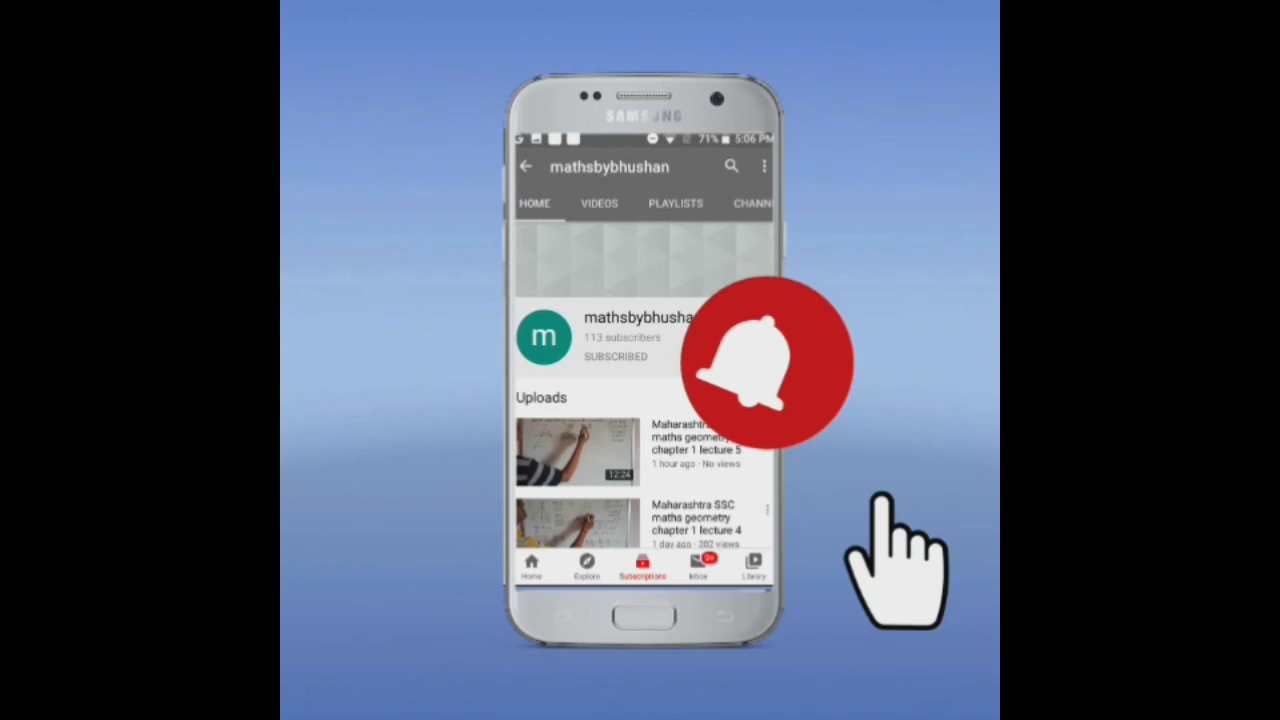 SAMSUNG
71% 5:06 PM
mathsbybhushan
HOME VIDEOS PLAYLISTS CHANN
mathsbybhusha
113 subscribers
SUBSCRIBED
m
Uploads
Maharashtra
maths geometry
chapter 1 lecture 5
1 hour ago · No views
12:24
Maharashtra SSC
maths geometry
chapter 1 lecture 4
1 day ago · 202 views
9+
Home Explore Subscriptions Inbox Library